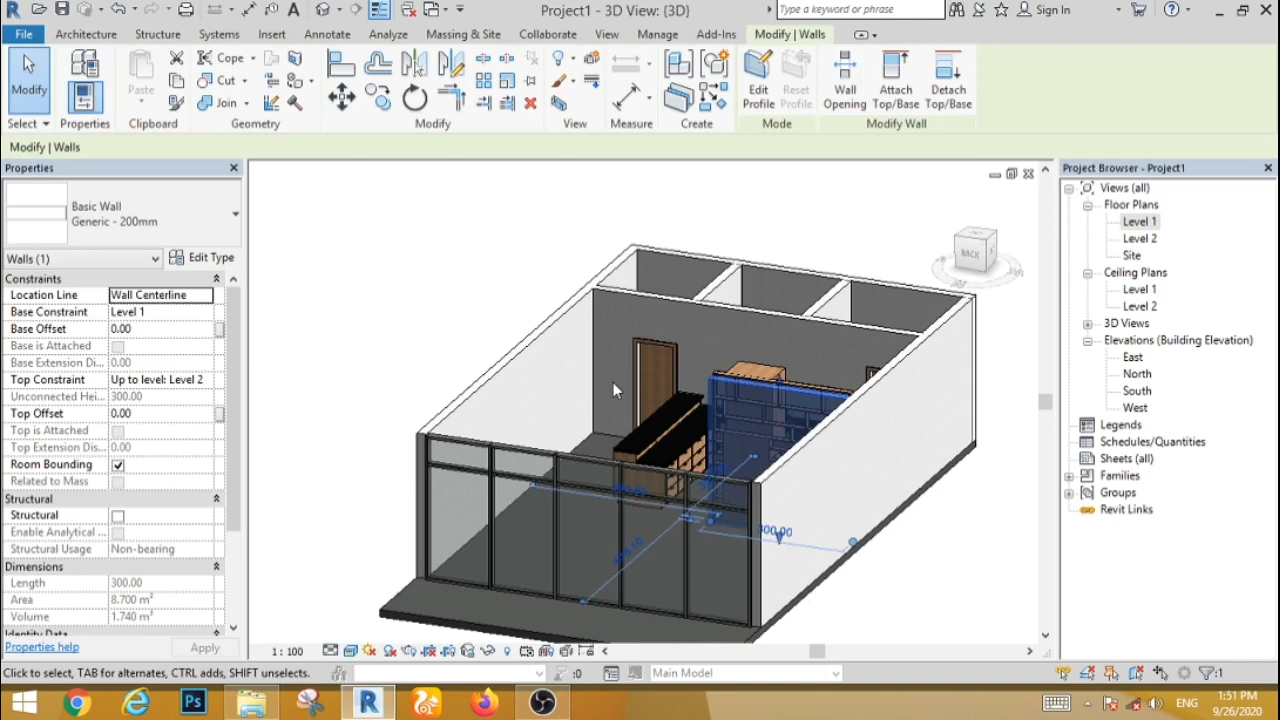 Project1 - 3D View: {3D}
Type a keyword or phrase
Sign In
File
Architecture
Structure
Systems
Insert
Annotate
Analyze
Massing & Site
Collaborate
View
Manage
Add-Ins
Modify | Walls
Modify
Properties
Paste
Cope
Cut
Join
Edit Profile
Reset Profile
Wall Opening
Attach Top/Base
Detach Top/Base
Select
Properties
Clipboard
Geometry
Modify
View
Measure
Create
Mode
Modify Wall
Modify | Walls
Properties
Basic Wall
Generic - 200mm
Walls (1)
Edit Type
Constraints
Location Line Wall Centerline
Base Constraint Level 1
Base Offset 0.00
Base is Attached
Base Extension Di... 0.00
Top Constraint Up to level: Level 2
Unconnected Hei... 300.00
Top Offset 0.00
Top is Attached
Top Extension Dis... 0.00
Room Bounding
Related to Mass
Structural
Structural
Enable Analytical ...
Structural Usage Non-bearing
Dimensions
Length 300.00
Area 8.700 m²
Volume 1.740 m³
Identity Data
Properties help
Apply
BACK
300.00
Project Browser - Project1
Views (all)
Floor Plans
Level 1
Level 2
Site
Ceiling Plans
Level 1
Level 2
3D Views
Elevations (Building Elevation)
East
North
South
West
Legends
Schedules/Quantities
Sheets (all)
Families
Groups
Revit Links
1 : 100
Click to select, TAB for alternates, CTRL adds, SHIFT unselects.
:0
Main Model
:1
Ps
R
ENG
1:51 PM
9/26/2020